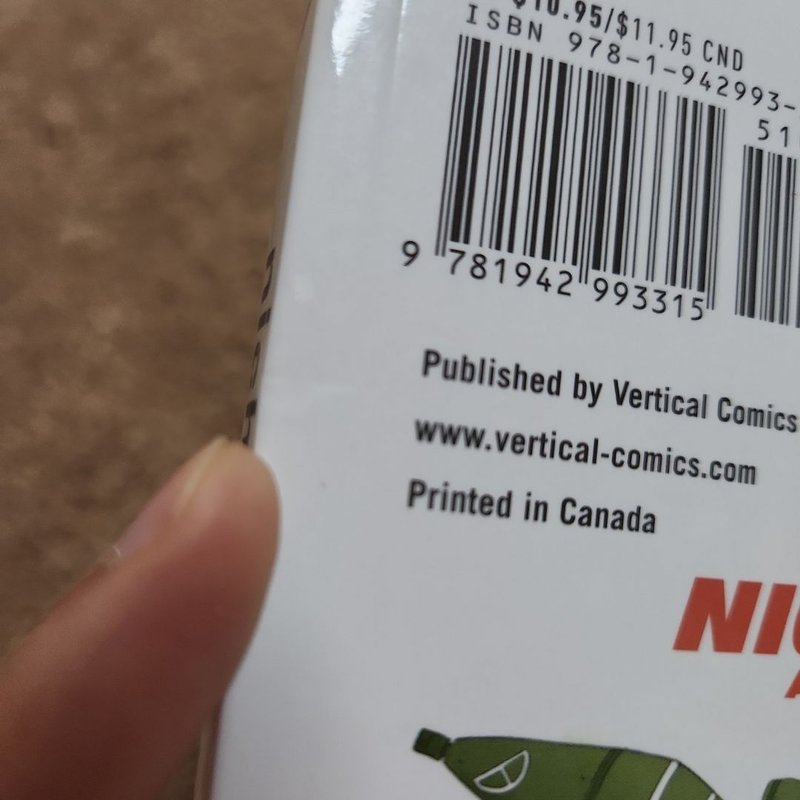 $10.95/$11.95 CND
ISBN 978-1-942993-
51
9 781942 993315
Published by Vertical Comics
www.vertical-comics.com
Printed in Canada